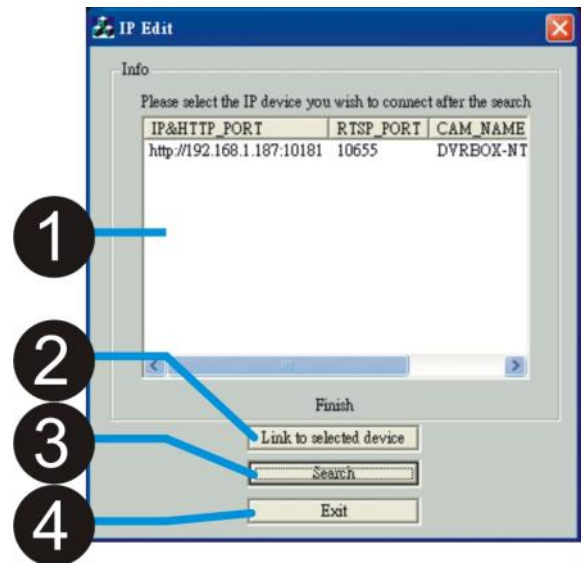 IP Edit
Info
Please select the IP device you wish to connect after the search
IP&HTTP_PORT RTSP_PORT CAM_NAME
http://192.168.1.187:10181 10655 DVRBOX-NT
1
2
Finish
Link to selected device
3
Search
4
Exit